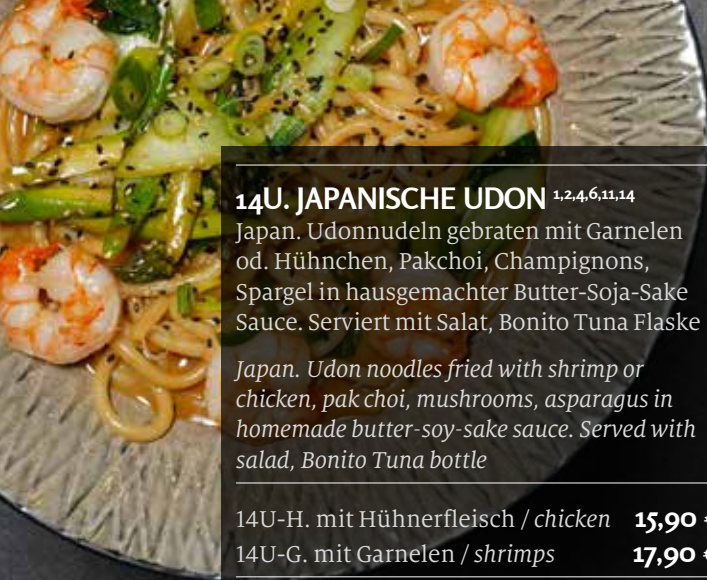 14U. JAPANISCHE UDON 1,2,4,6,11,14
Japan. Udonnudeln gebraten mit Garnelen
od. Hühnchen, Pakchoi, Champignons,
Spargel in hausgemachter Butter-Soja-Sake
Sauce. Serviert mit Salat, Bonito Tuna Flaske
Japan. Udon noodles fried with shrimp or
chicken, pak choi, mushrooms, asparagus in
homemade butter-soy-sake sauce. Served with
salad, Bonito Tuna bottle
14U-H. mit Hühnerfleisch / chicken 15,90 €
14U-G. mit Garnelen / shrimps 17,90 €